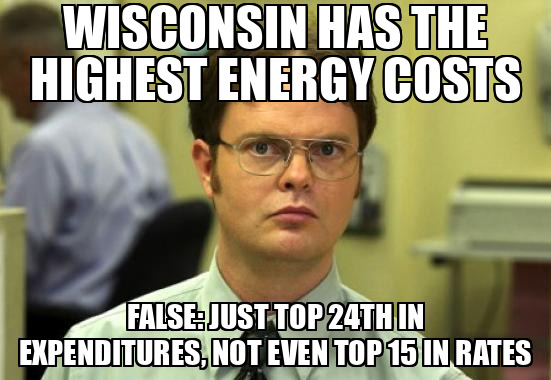 WISCONSIN HAS THE
HIGHEST ENERGY COSTS
FALSE: JUST TOP 24TH IN
EXPENDITURES, NOT EVEN TOP 15 IN RATES